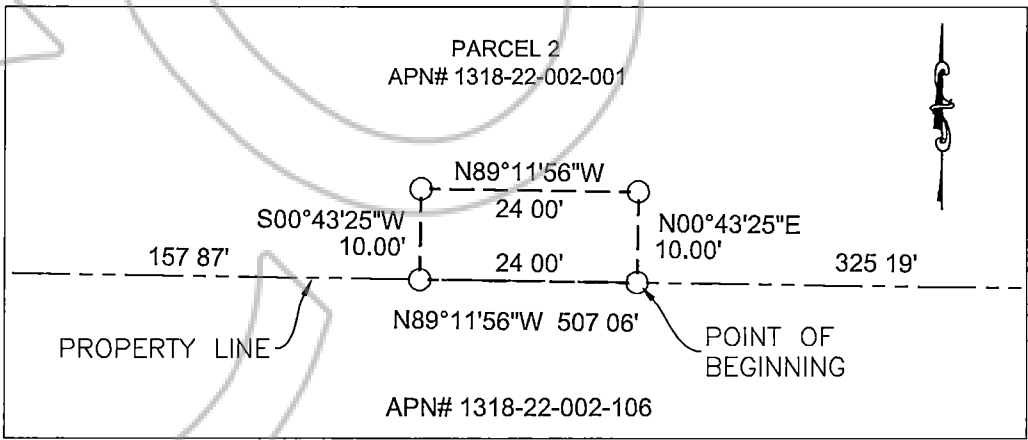 PARCEL 2
APN# 1318-22-002-001
N89°11'56"W
24 00'
S00°43'25"W
10.00'
N00°43'25"E
10.00'
157 87'
24 00'
325 19'
N89°11'56"W 507 06'
PROPERTY LINE
POINT OF
BEGINNING
APN# 1318-22-002-106